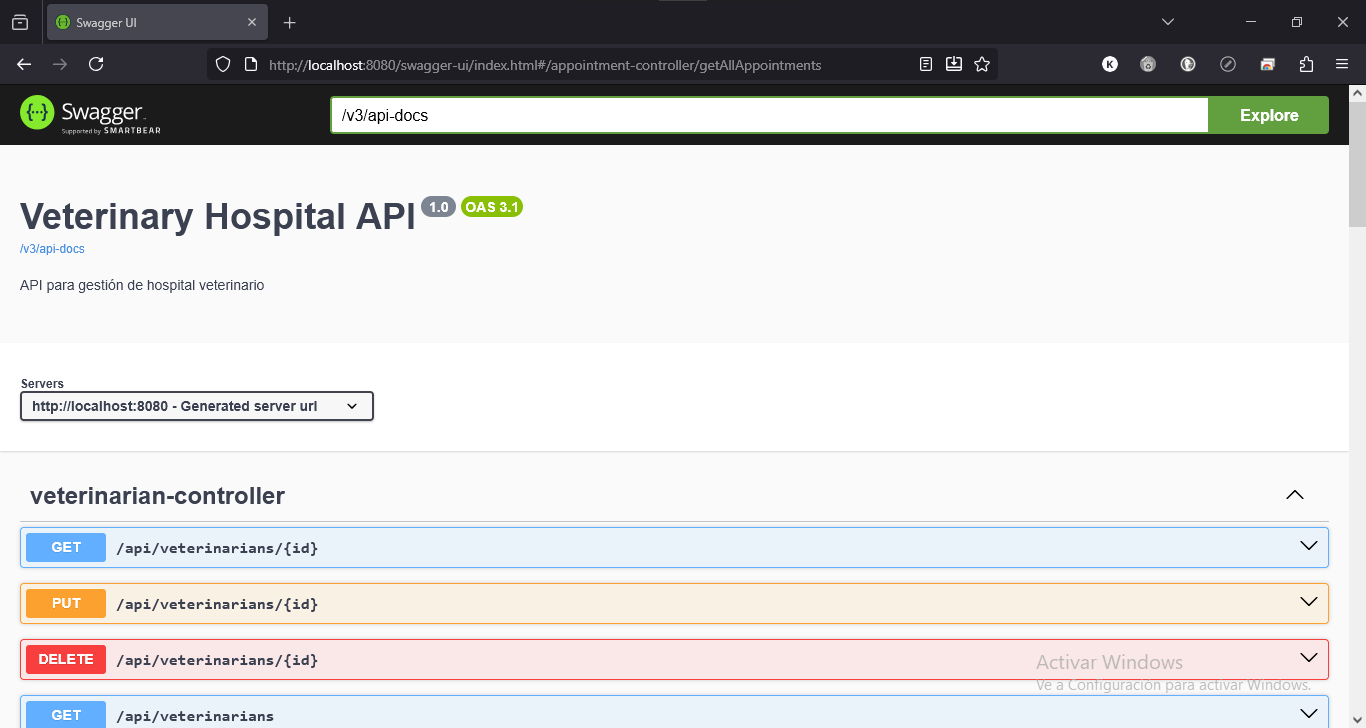 Swagger UI
http://localhost:8080/swagger-ui/index.html#/appointment-controller/getAllAppointments
K
Swagger
Supported by SMARTBEAR
/v3/api-docs
Explore
Veterinary Hospital API 1.0 OAS 3.1
/v3/api-docs
API para gestión de hospital veterinario
Servers
http://localhost:8080 - Generated server url
veterinarian-controller
GET /api/veterinarians/{id}
PUT /api/veterinarians/{id}
DELETE /api/veterinarians/{id}
Activar Windows
Ve a Configuración para activar Windows.
GET /api/veterinarians